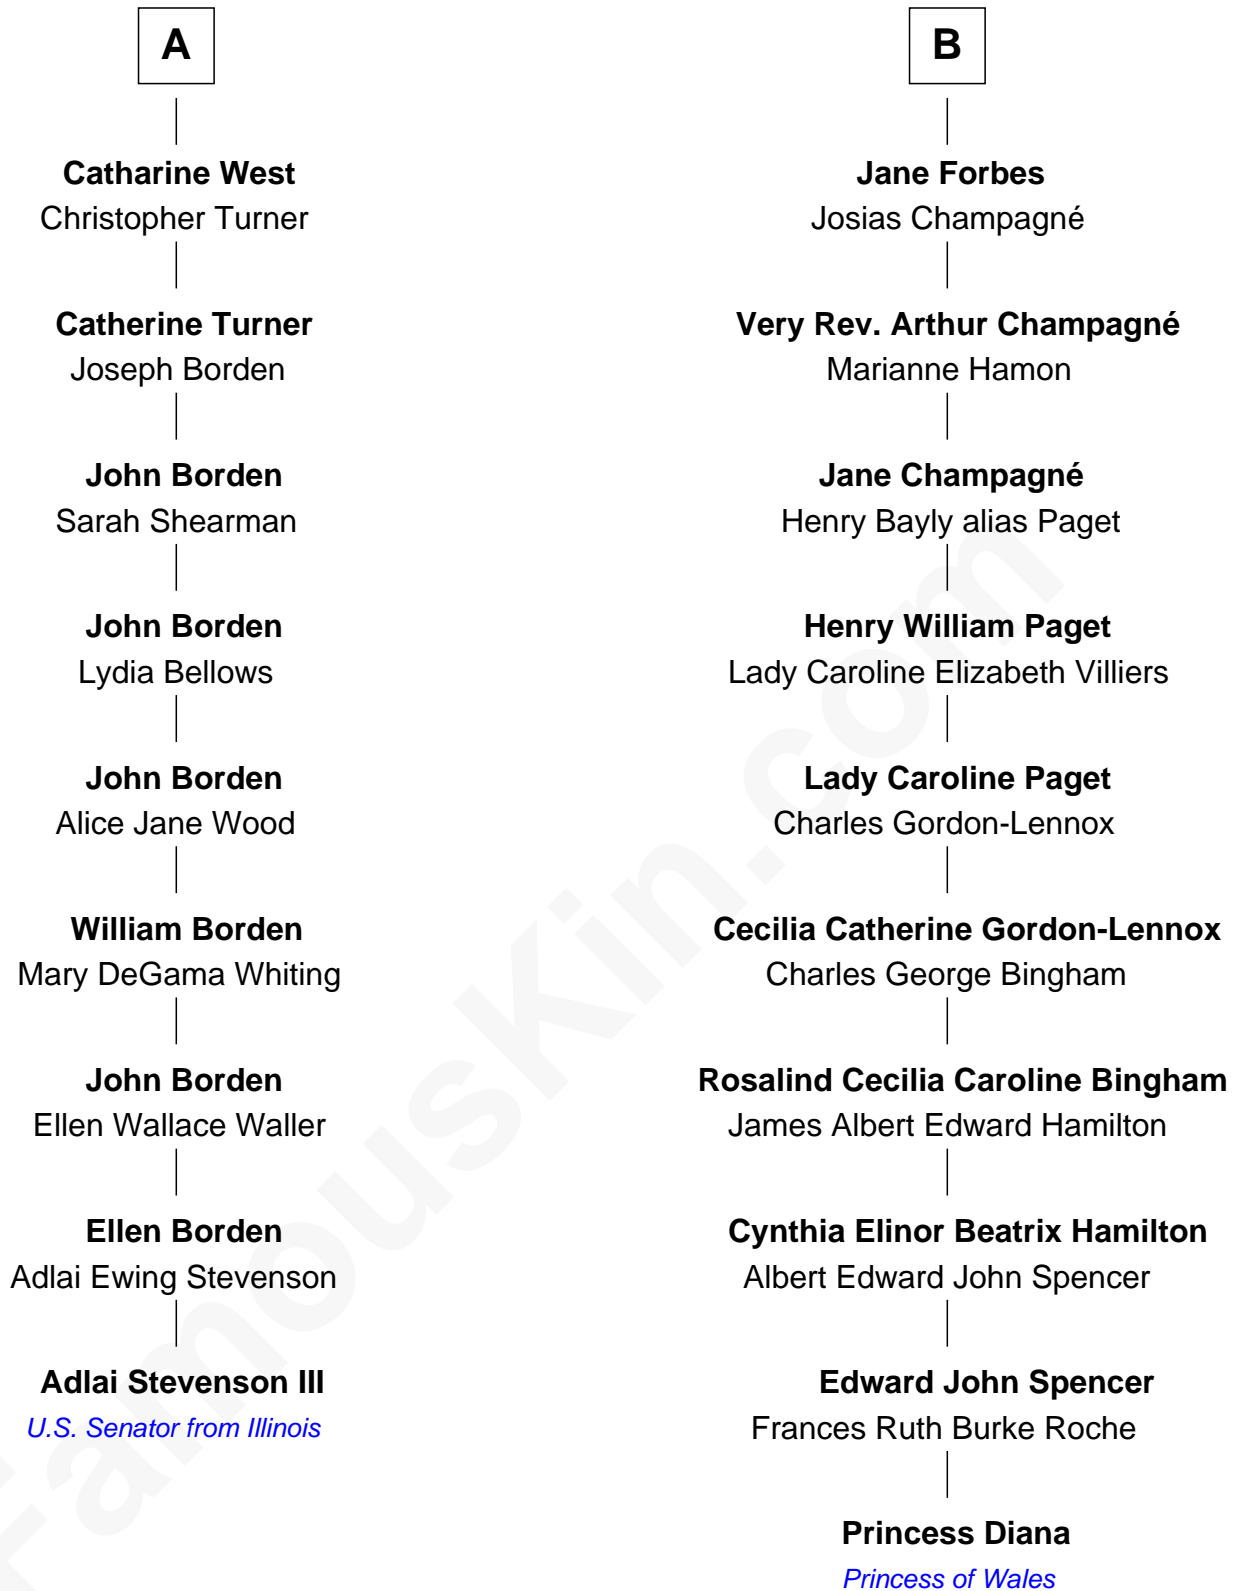 A
Catharine West
Christopher Turner
Catherine Turner
Joseph Borden
John Borden
Sarah Shearman
John Borden
Lydia Bellows
John Borden
Alice Jane Wood
William Borden
Mary DeGama Whiting
John Borden
Ellen Wallace Waller
Ellen Borden
Adlai Ewing Stevenson
Adlai Stevenson III
U.S. Senator from Illinois
B
Jane Forbes
Josias Champagné
Very Rev. Arthur Champagné
Marianne Hamon
Jane Champagné
Henry Bayly alias Paget
Henry William Paget
Lady Caroline Elizabeth Villiers
Lady Caroline Paget
Charles Gordon-Lennox
Cecilia Catherine Gordon-Lennox
Charles George Bingham
Rosalind Cecilia Caroline Bingham
James Albert Edward Hamilton
Cynthia Elinor Beatrix Hamilton
Albert Edward John Spencer
Edward John Spencer
Frances Ruth Burke Roche
Princess Diana
Princess of Wales
FamousKin.com